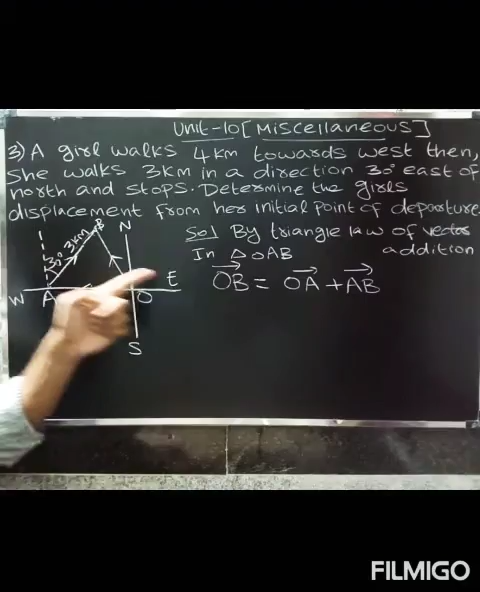 Unit-10 [Miscellaneous]
3) A girl walks 4km towards west then,
she walks 3km in a direction 30° east of
north and stops. Determine the girls
displacement from her initial point of departure.
Sol By triangle law of vector
addition
In △OAB
OB = OA + AB
N
B
3km
30°
W
A
O
E
S
FILMIGO